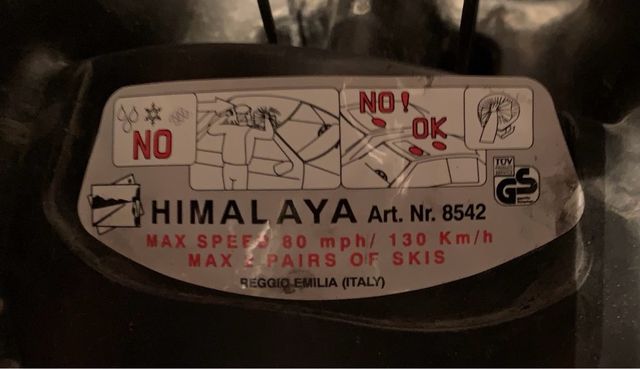 NO
NO!
OK
TÜV
GS
HIMALAYA Art. Nr. 8542
MAX SPEED 80 mph/ 130 Km/h
MAX 2 PAIRS OF SKIS
REGGIO EMILIA (ITALY)